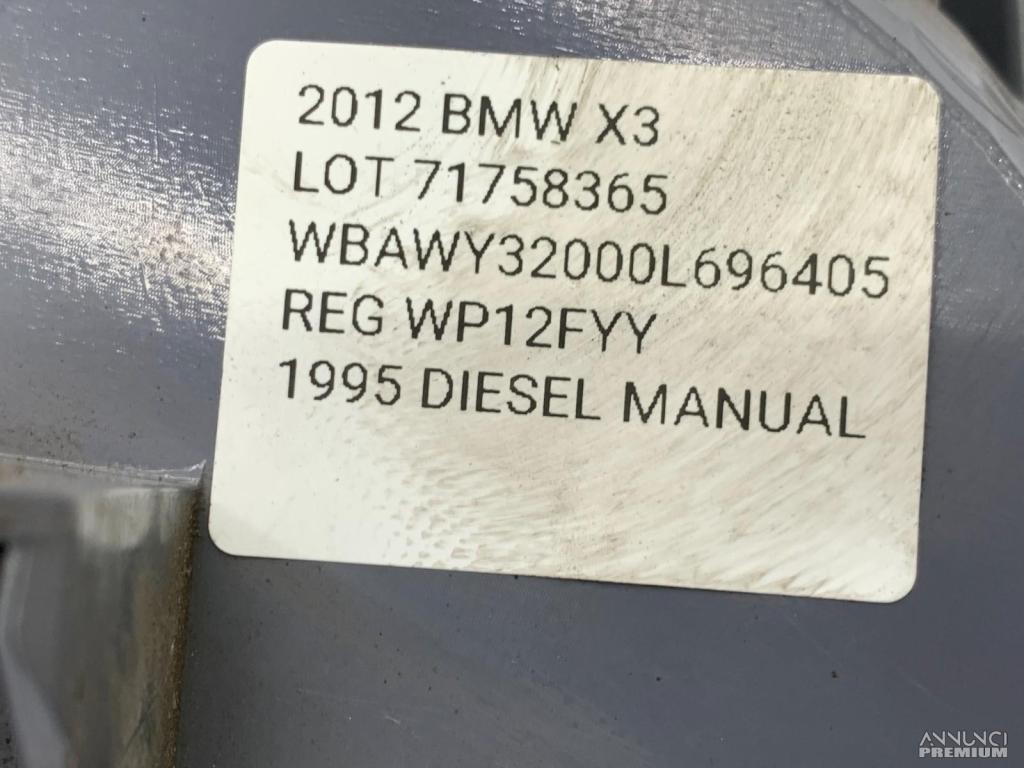 2012 BMW X3
LOT 71758365
WBAWY32000L696405
REG WP12FYY
1995 DIESEL MANUAL
ANNUNCI
PREMIUM